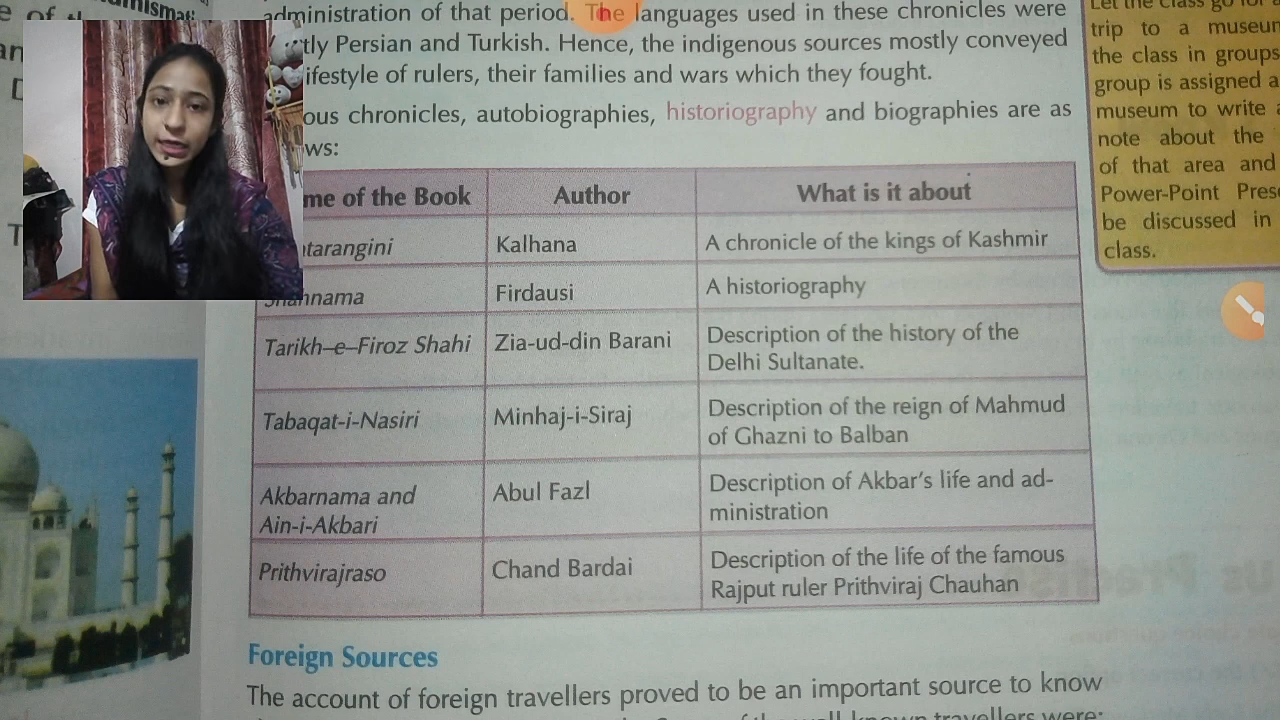 administration of that period. The languages used in these chronicles were
Persian and Turkish. Hence, the indigenous sources mostly conveyed
lifestyle of rulers, their families and wars which they fought.
ous chronicles, autobiographies, historiography and biographies are as
ws:
me of the Book Author What is it about
tarangini Kalhana A chronicle of the kings of Kashmir
Shahnama Firdausi A historiography
Tarikh–e–Firoz Shahi Zia-ud-din Barani Description of the history of the
Delhi Sultanate.
Tabaqat-i-Nasiri Minhaj-i-Siraj Description of the reign of Mahmud
of Ghazni to Balban
Akbarnama and Abul Fazl Description of Akbar's life and ad-
Ain-i-Akbari ministration
Prithvirajraso Chand Bardai Description of the life of the famous
Rajput ruler Prithviraj Chauhan
Foreign Sources
The account of foreign travellers proved to be an important source to know
travellers were:
Let the class go for a
trip to a museum
the class in groups
group is assigned a
museum to write a
note about the
of that area and
Power-Point Pres
be discussed in
class.